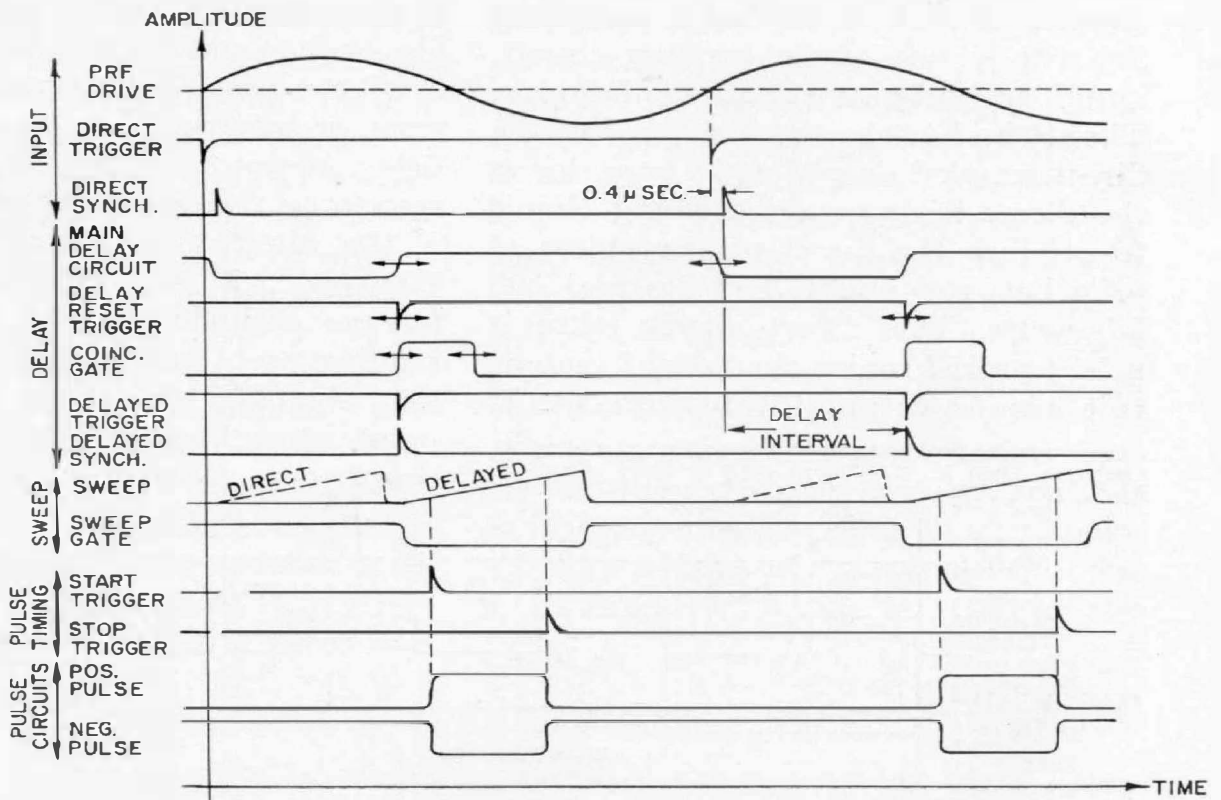 AMPLITUDE
INPUT
PRF
DRIVE
DIRECT
TRIGGER
DIRECT
SYNCH.
0.4 μ SEC.
DELAY
MAIN
DELAY
CIRCUIT
DELAY
RESET
TRIGGER
COINC.
GATE
DELAYED
TRIGGER
DELAYED
SYNCH.
DELAY
INTERVAL
SWEEP
SWEEP
DIRECT
DELAYED
SWEEP
GATE
PULSE
TIMING
START
TRIGGER
STOP
TRIGGER
PULSE
CIRCUITS
POS.
PULSE
NEG.
PULSE
TIME